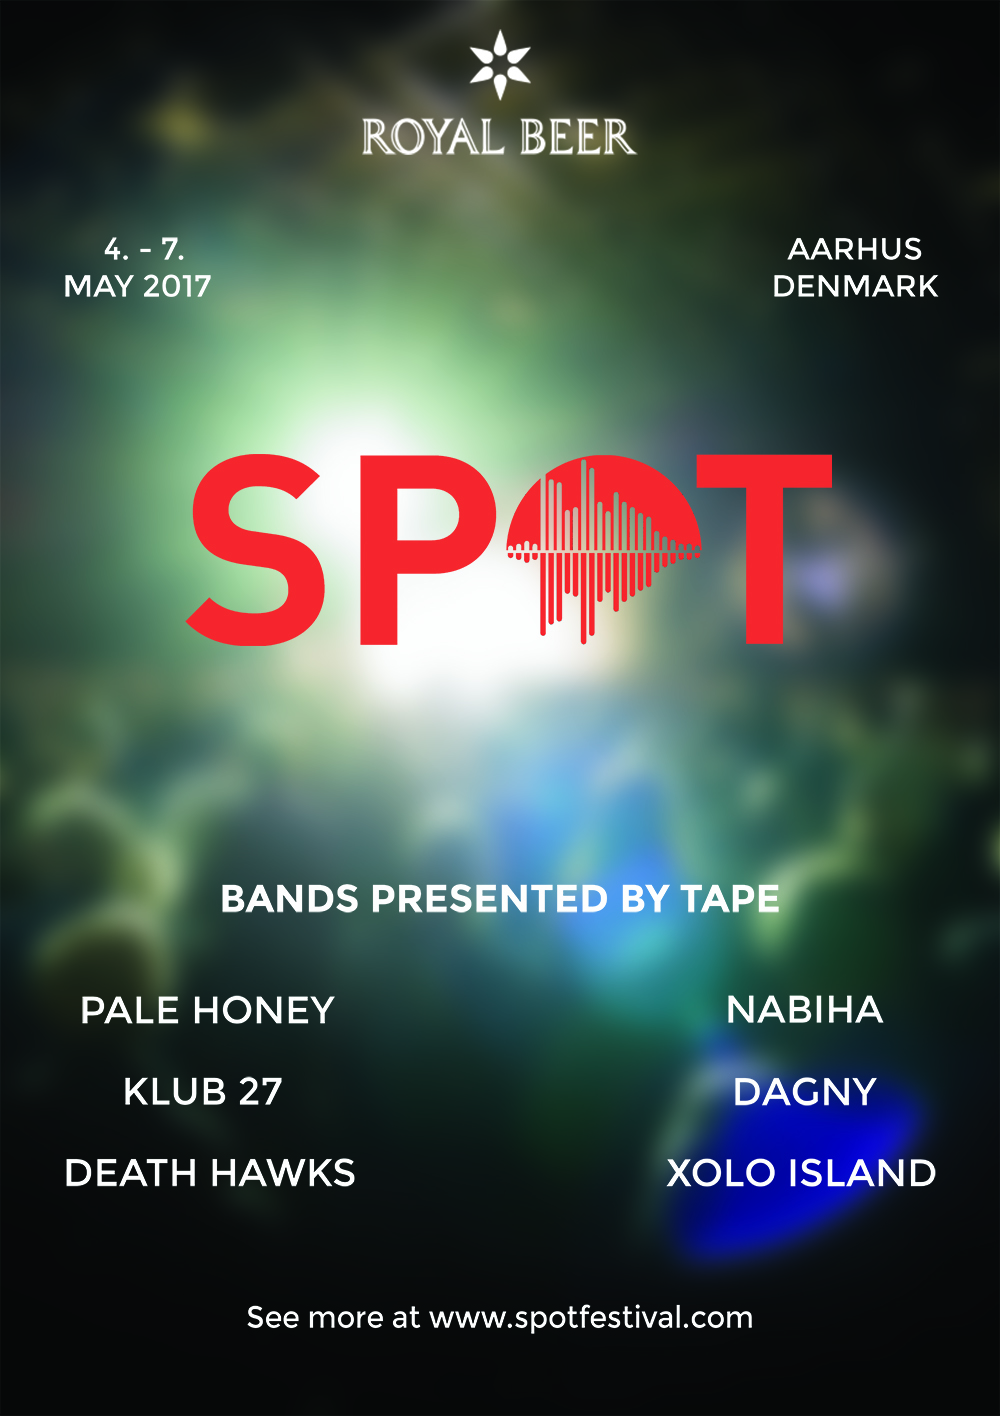 ROYAL BEER
4. - 7.
MAY 2017
AARHUS
DENMARK
SPOT
BANDS PRESENTED BY TAPE
PALE HONEY
NABIHA
KLUB 27
DAGNY
DEATH HAWKS
XOLO ISLAND
See more at www.spotfestival.com